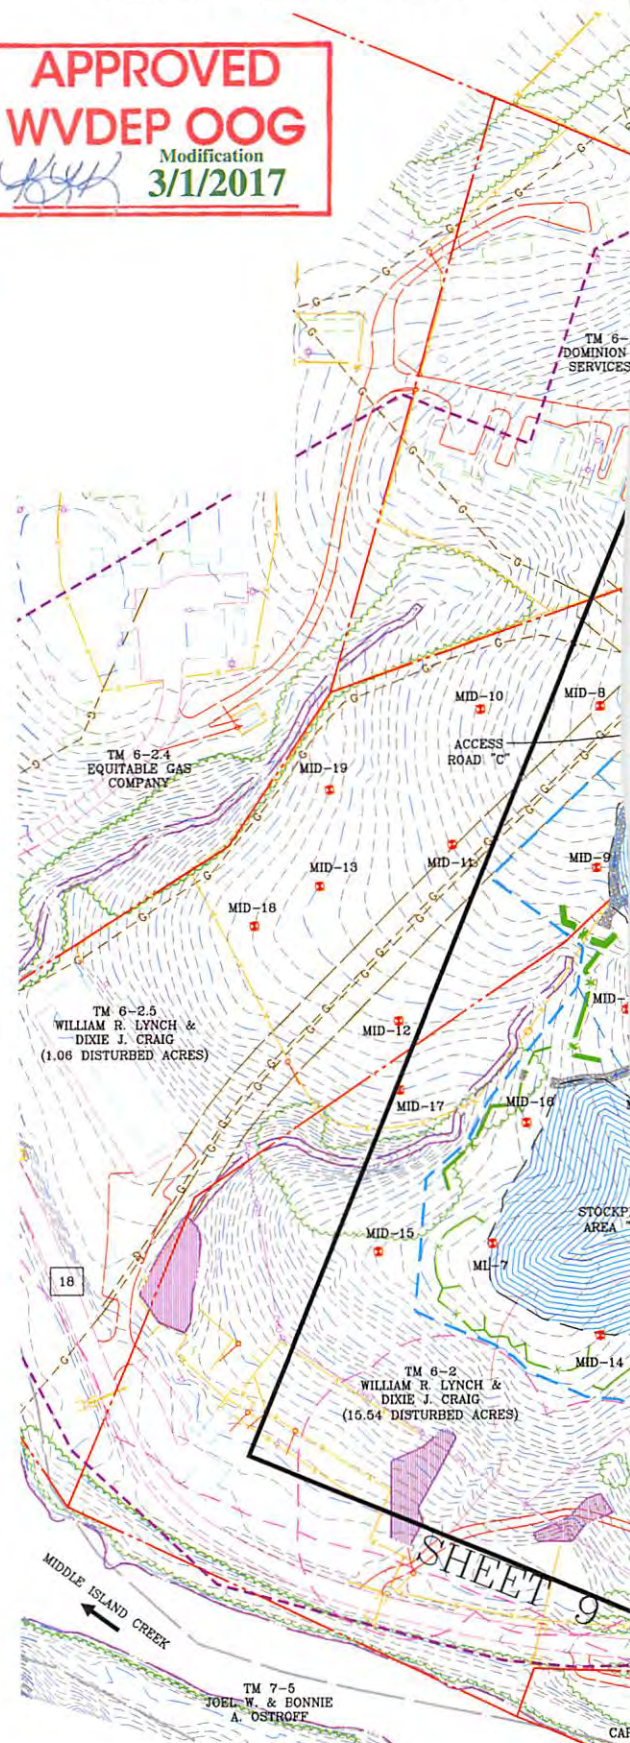 APPROVED
WVDEP OOG
Modification
3/1/2017
TM 6-
DOMINION
SERVICES
MID-10
MID-8
ACCESS
ROAD "C"
TM 6-2.4
EQUITABLE GAS
COMPANY
MID-19
MID-11
MID-9
MID-13
MID-18
MID-
TM 6-2.5
WILLIAM R. LYNCH &
DIXIE J. CRAIG
(1.06 DISTURBED ACRES)
MID-12
MID-17
MID-16
STOCKP
AREA "
MID-15
ML-7
18
MID-14
TM 6-2
WILLIAM R. LYNCH &
DIXIE J. CRAIG
(15.54 DISTURBED ACRES)
SHEET 9
MIDDLE ISLAND CREEK
TM 7-5
JOEL W. & BONNIE
A. OSTROFF